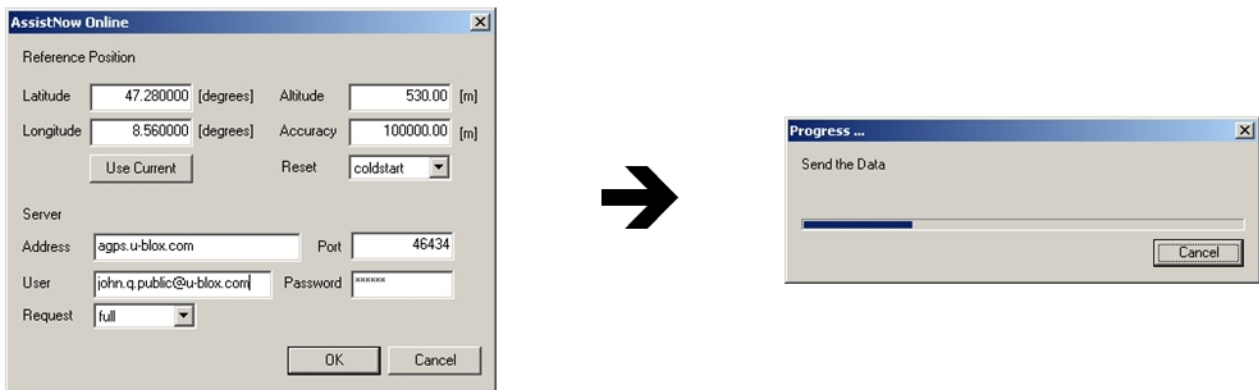 AssistNow Online
Reference Position
Latitude 47.280000 [degrees] Altitude 530.00 [m]
Longitude 8.560000 [degrees] Accuracy 100000.00 [m]
Use Current Reset coldstart
Server
Address agps.u-blox.com Port 46434
User john.q.public@u-blox.com Password ******
Request full
OK Cancel
Progress ...
Send the Data
Cancel